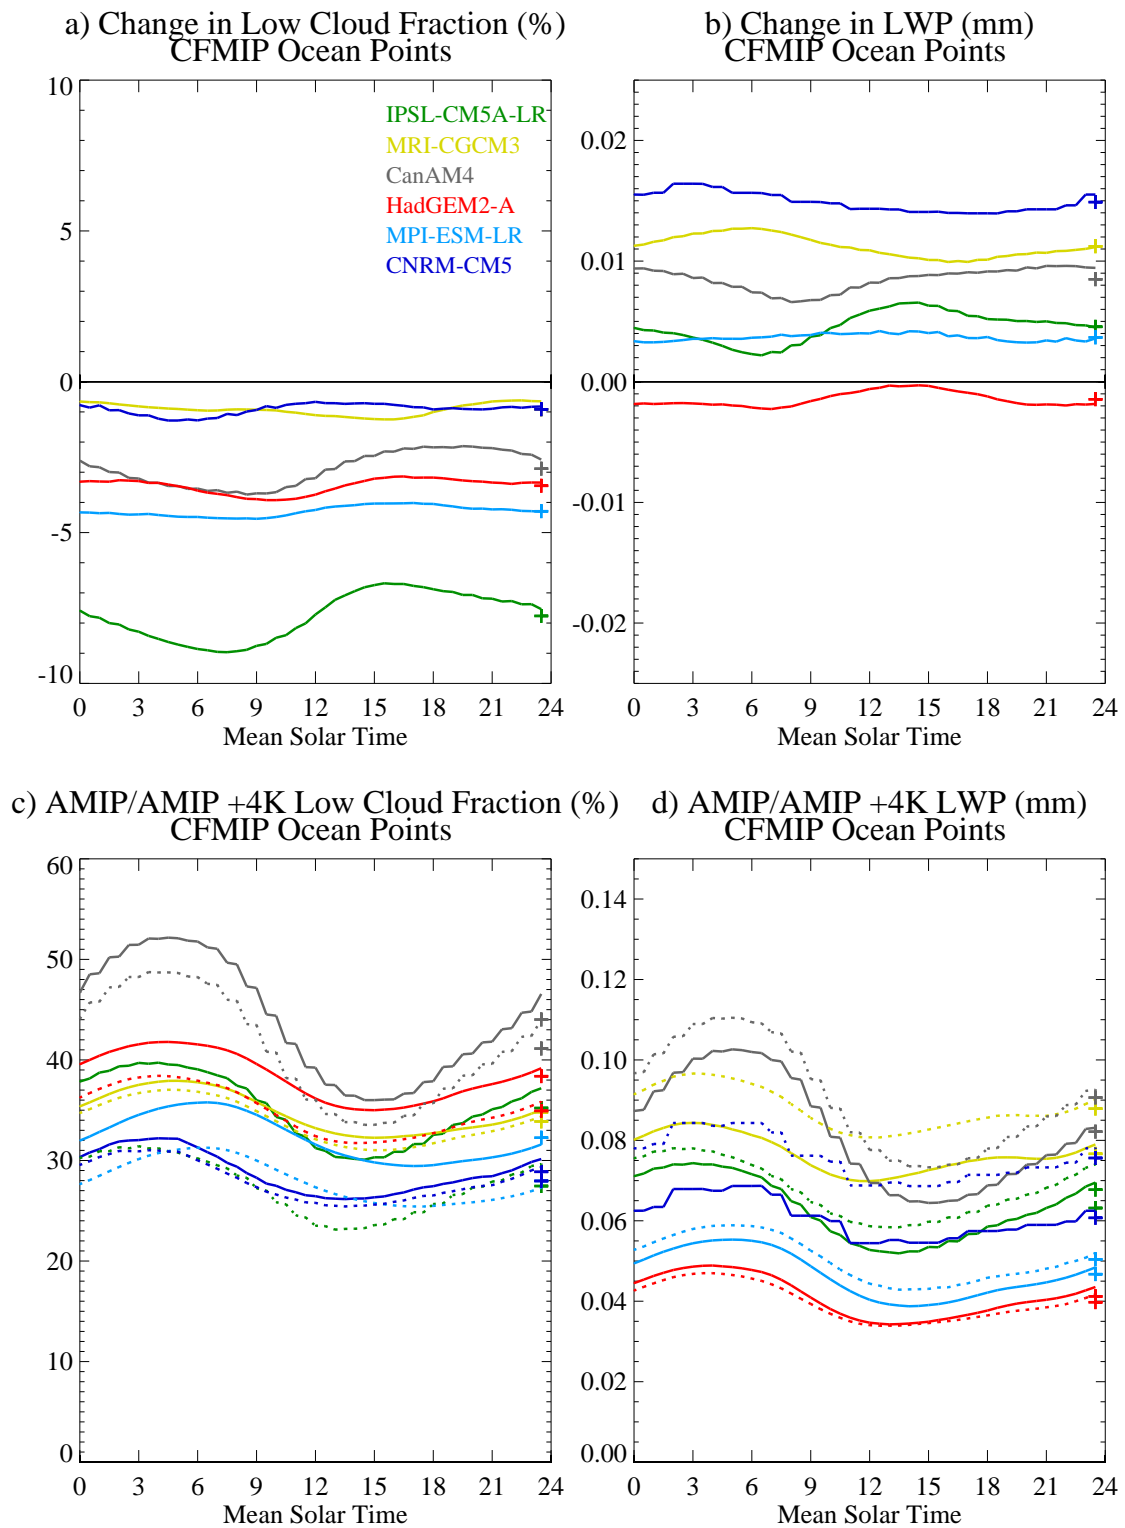 a) Change in Low Cloud Fraction (%)
CFMIP Ocean Points
10
5
0
-5
-10
IPSL-CM5A-LR
MRI-CGCM3
CanAM4
HadGEM2-A
MPI-ESM-LR
CNRM-CM5
0 3 6 9 12 15 18 21 24
Mean Solar Time
b) Change in LWP (mm)
CFMIP Ocean Points
0.02
0.01
0.00
-0.01
-0.02
0 3 6 9 12 15 18 21 24
Mean Solar Time
c) AMIP/AMIP +4K Low Cloud Fraction (%)
CFMIP Ocean Points
60
50
40
30
20
10
0
0 3 6 9 12 15 18 21 24
Mean Solar Time
d) AMIP/AMIP +4K LWP (mm)
CFMIP Ocean Points
0.14
0.12
0.10
0.08
0.06
0.04
0.02
0.00
0 3 6 9 12 15 18 21 24
Mean Solar Time